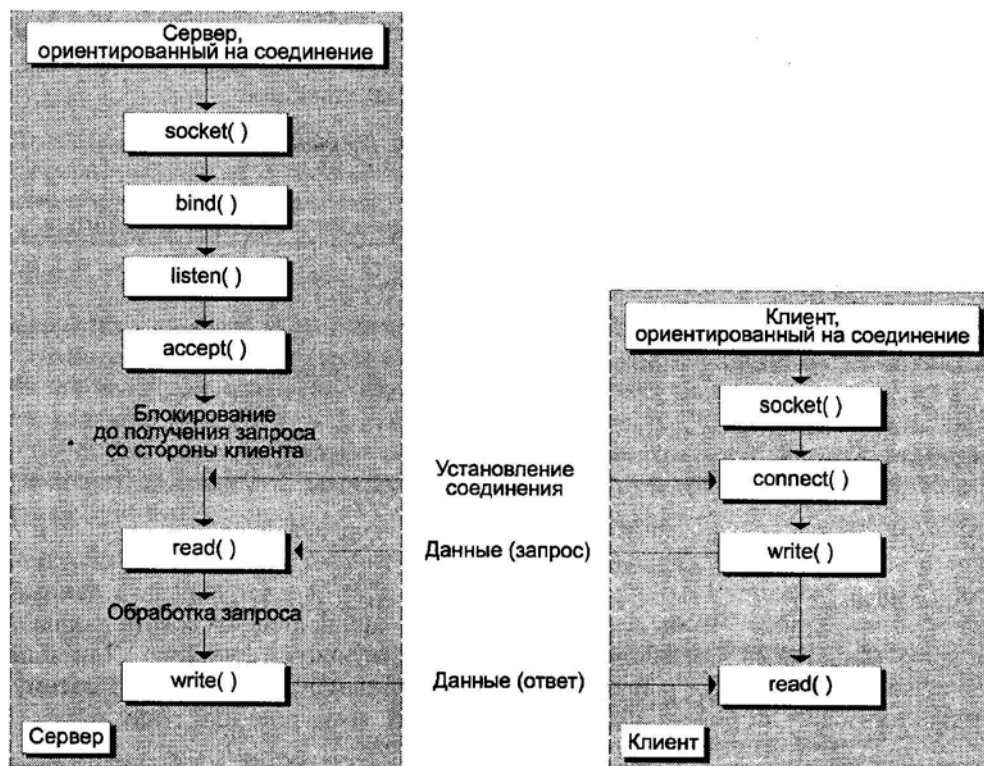 Сервер,
ориентированный на соединение
socket( )
bind( )
listen( )
accept( )
Блокирование
до получения запроса
со стороны клиента
read( )
Обработка запроса
write( )
Сервер
Установление
соединения
Данные (запрос)
Данные (ответ)
Клиент,
ориентированный на соединение
socket( )
connect( )
write( )
read( )
Клиент